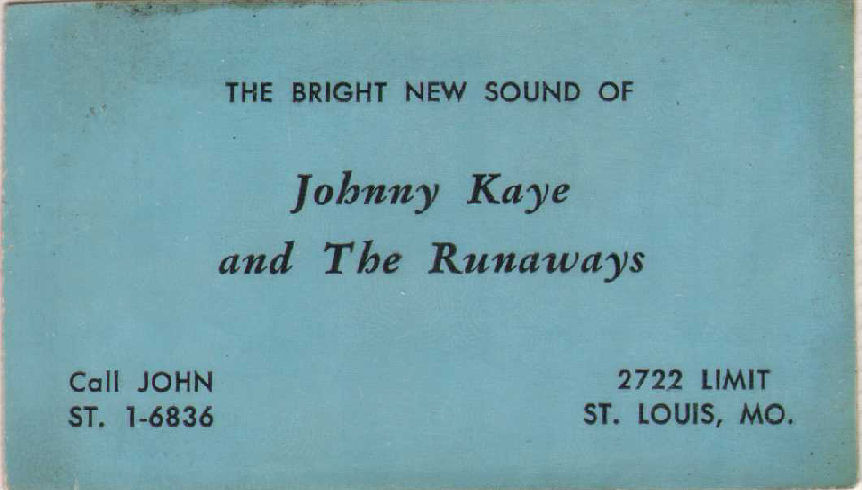 THE BRIGHT NEW SOUND OF
Johnny Kaye
and The Runaways
Call JOHN
ST. 1-6836
2722 LIMIT
ST. LOUIS, MO.